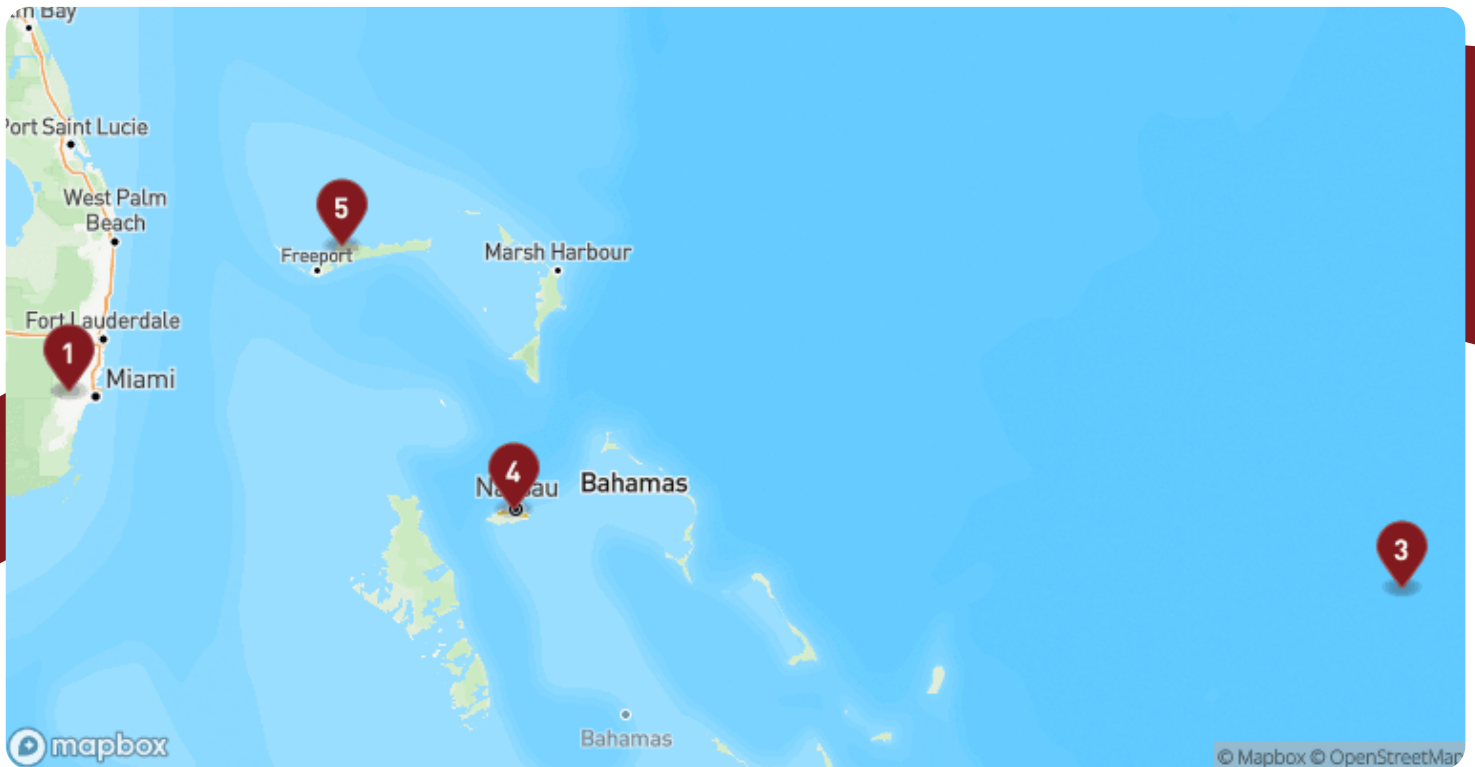 Bay
Port Saint Lucie
West Palm
Beach
5
Freeport
Marsh Harbour
Fort Lauderdale
1
Miami
4
Nassau
Bahamas
3
Bahamas
mapbox
© Mapbox © OpenStreetMap